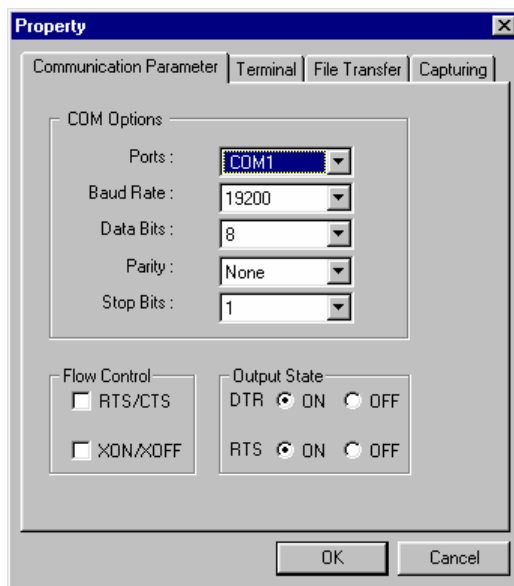 Property
Communication Parameter Terminal File Transfer Capturing
COM Options
Ports : COM1
Baud Rate : 19200
Data Bits : 8
Parity : None
Stop Bits : 1
Flow Control
RTS/CTS
XON/XOFF
Output State
DTR ON OFF
RTS ON OFF
OK Cancel